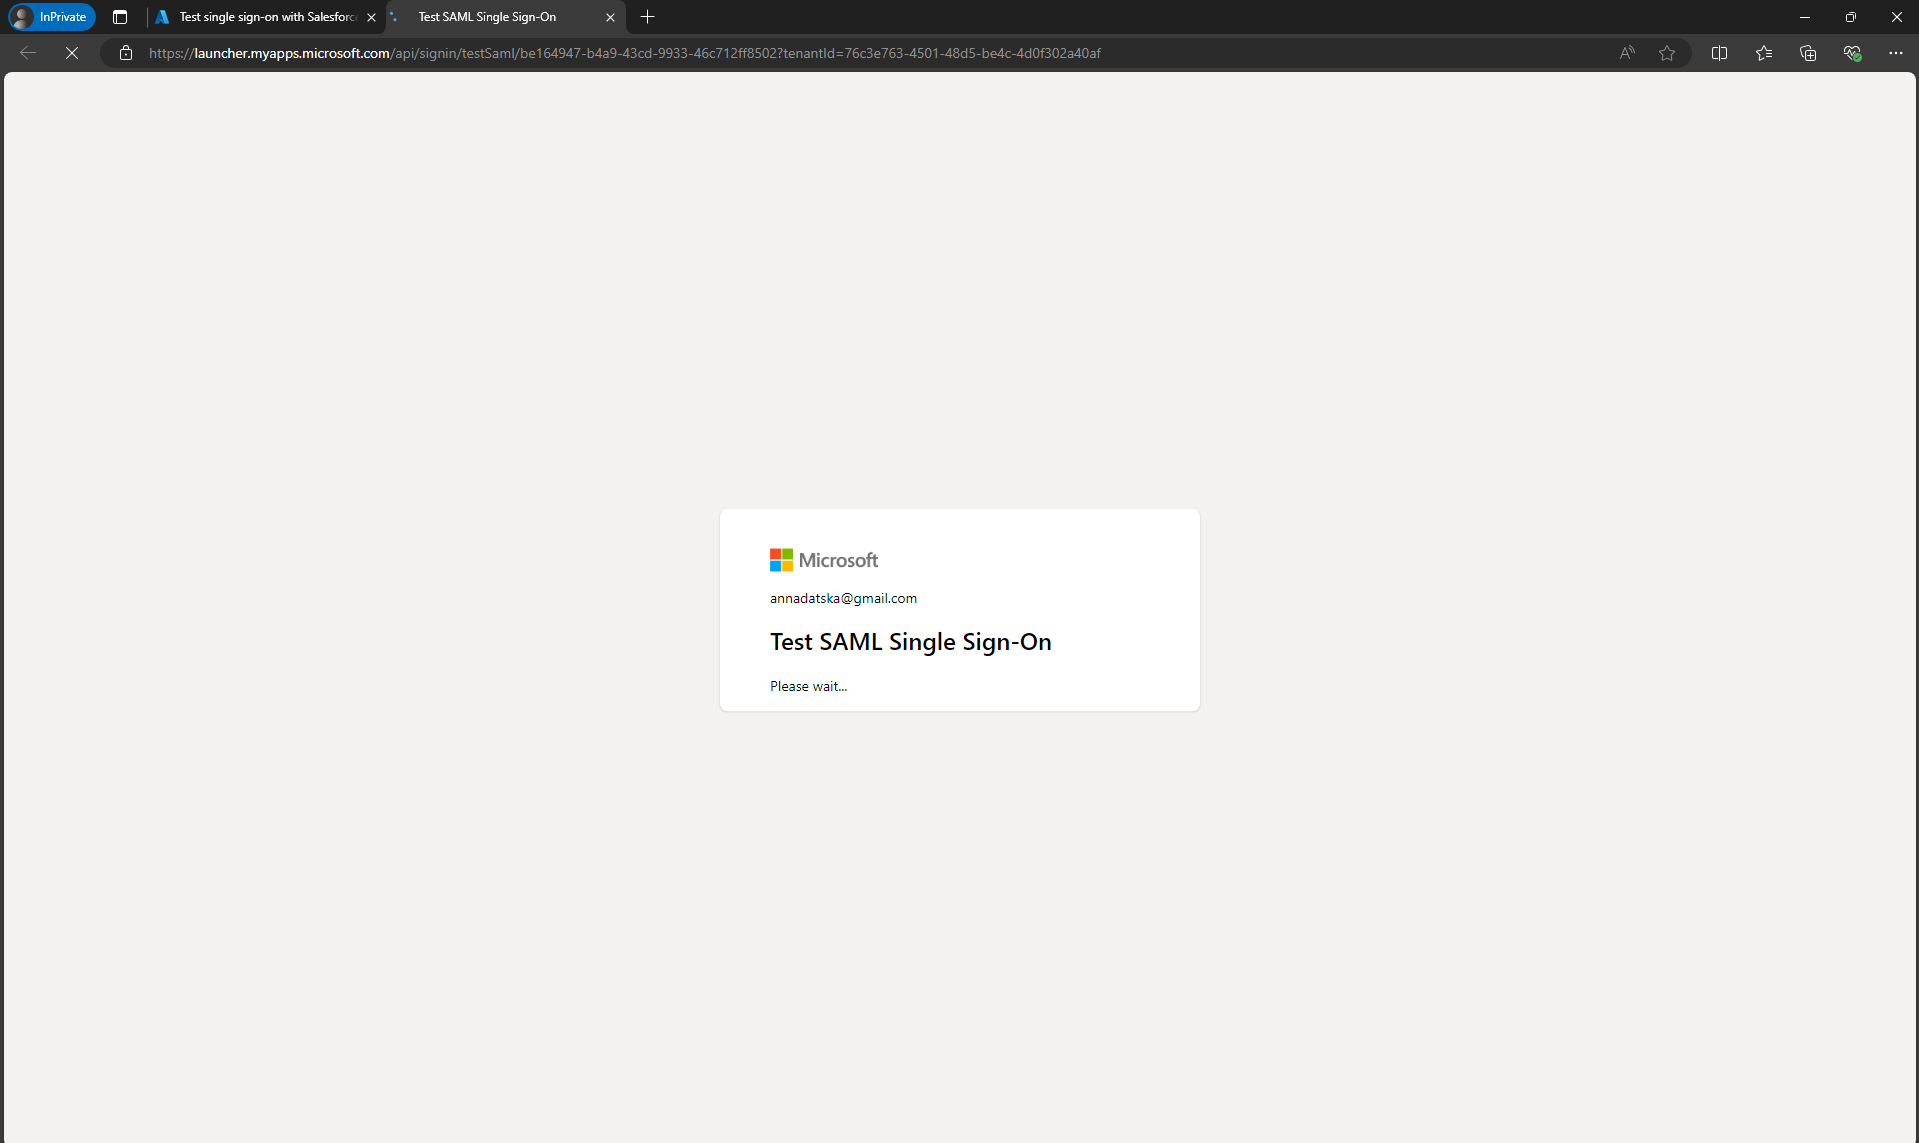 InPrivate
Test single sign-on with Salesforc
Test SAML Single Sign-On
https://launcher.myapps.microsoft.com/api/signin/testSaml/be164947-b4a9-43cd-9933-46c712ff8502?tenantId=76c3e763-4501-48d5-be4c-4d0f302a40af
Microsoft
annadatska@gmail.com
Test SAML Single Sign-On
Please wait...